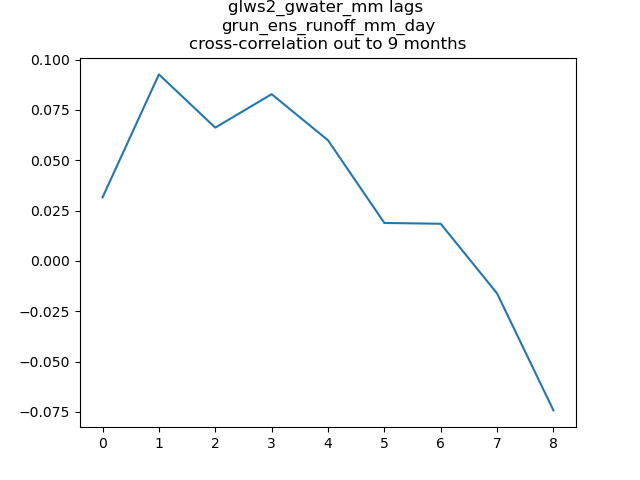 glws2_gwater_mm lags
grun_ens_runoff_mm_day
cross-correlation out to 9 months
0.100
0.075
0.050
0.025
0.000
−0.025
−0.050
−0.075
0 1 2 3 4 5 6 7 8